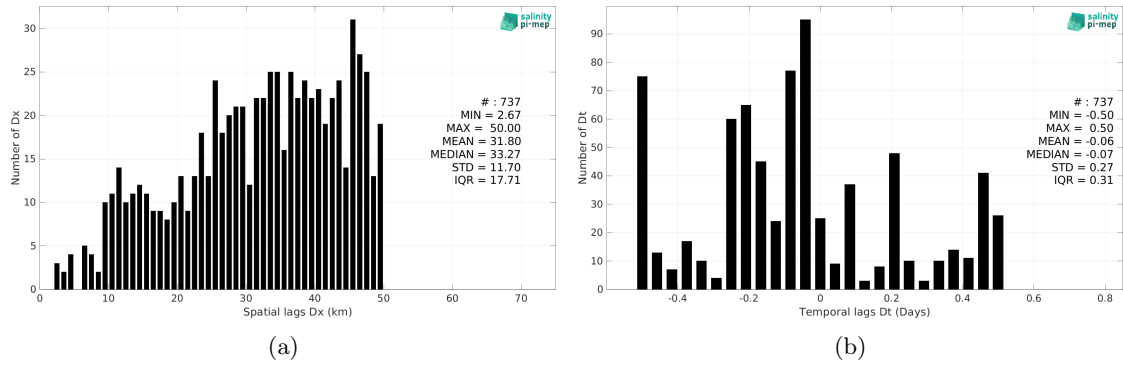 30
25
20
15
10
5
0
Number of Dx
0 10 20 30 40 50 60 70
Spatial lags Dx (km)
salinity
pi-mep
# : 737
MIN = 2.67
MAX = 50.00
MEAN = 31.80
MEDIAN = 33.27
STD = 11.70
IQR = 17.71
(a)
90
80
70
60
50
40
30
20
10
0
Number of Dt
-0.4 -0.2 0 0.2 0.4 0.6 0.8
Temporal lags Dt (Days)
salinity
pi-mep
# : 737
MIN = -0.50
MAX = 0.50
MEAN = -0.06
MEDIAN = -0.07
STD = 0.27
IQR = 0.31
(b)